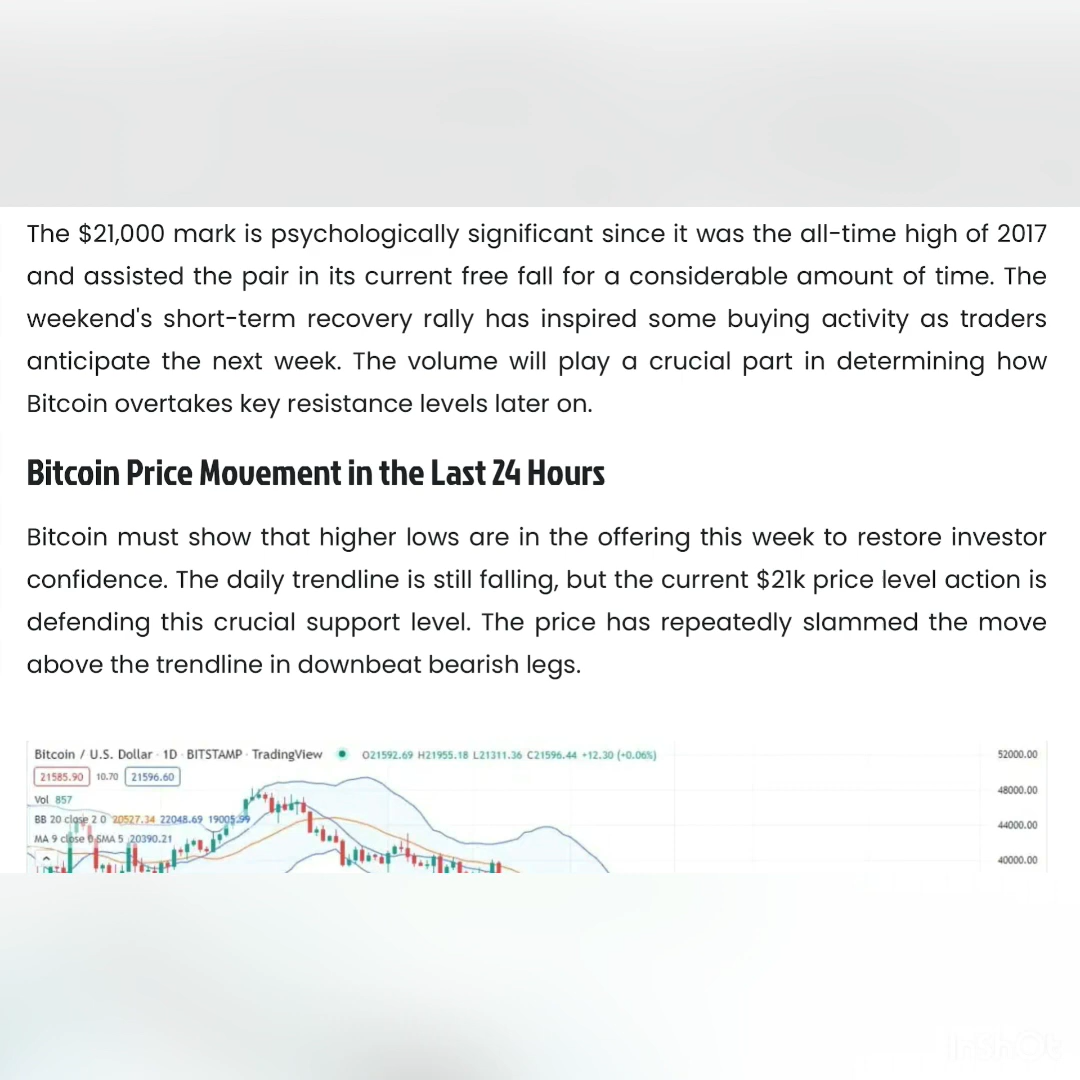 The $21,000 mark is psychologically significant since it was the all-time high of 2017
and assisted the pair in its current free fall for a considerable amount of time. The
weekend's short-term recovery rally has inspired some buying activity as traders
anticipate the next week. The volume will play a crucial part in determining how
Bitcoin overtakes key resistance levels later on.
Bitcoin Price Movement in the Last 24 Hours
Bitcoin must show that higher lows are in the offering this week to restore investor
confidence. The daily trendline is still falling, but the current $21k price level action is
defending this crucial support level. The price has repeatedly slammed the move
above the trendline in downbeat bearish legs.
Bitcoin / U.S. Dollar · 1D · BITSTAMP · TradingView O21592.69 H21955.18 L21311.36 C21596.44 +12.30 (+0.06%)
52000.00
21585.90 10.70 21596.60
48000.00
Vol 857
BB 20 close 2 0 20527.34 22048.69 19005.99
44000.00
MA 9 close 0 SMA 5 20390.21
40000.00
InShOt